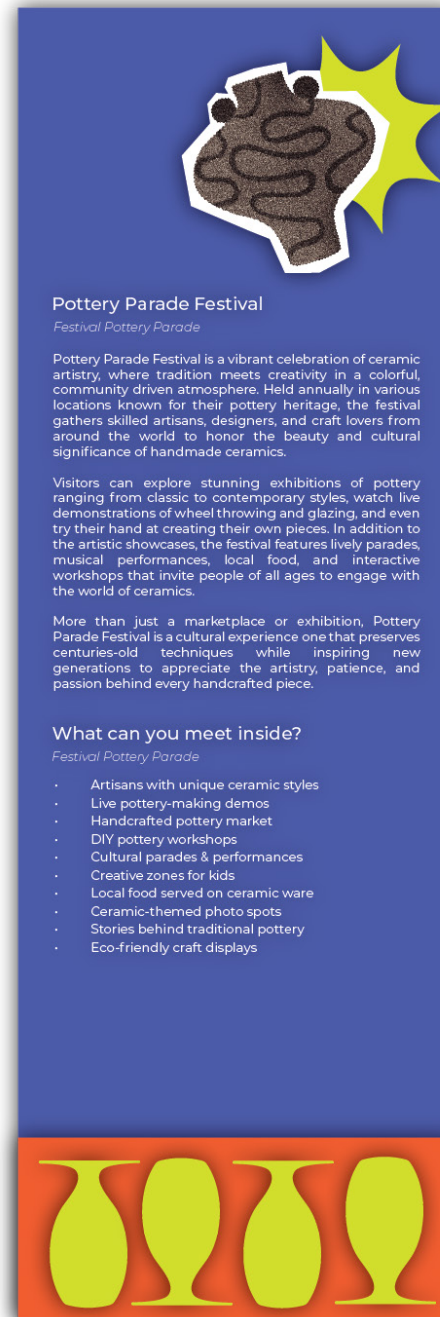 Pottery Parade Festival
Festival Pottery Parade
Pottery Parade Festival is a vibrant celebration of ceramic
artistry, where tradition meets creativity in a colorful,
community driven atmosphere. Held annually in various
locations known for their pottery heritage, the festival
gathers skilled artisans, designers, and craft lovers from
around the world to honor the beauty and cultural
significance of handmade ceramics.
Visitors can explore stunning exhibitions of pottery
ranging from classic to contemporary styles, watch live
demonstrations of wheel throwing and glazing, and even
try their hand at creating their own pieces. In addition to
the artistic showcases, the festival features lively parades,
musical performances, local food, and interactive
workshops that invite people of all ages to engage with
the world of ceramics.
More than just a marketplace or exhibition, Pottery
Parade Festival is a cultural experience one that preserves
centuries-old techniques while inspiring new
generations to appreciate the artistry, patience, and
passion behind every handcrafted piece.
What can you meet inside?
Festival Pottery Parade
• Artisans with unique ceramic styles
• Live pottery-making demos
• Handcrafted pottery market
• DIY pottery workshops
• Cultural parades & performances
• Creative zones for kids
• Local food served on ceramic ware
• Ceramic-themed photo spots
• Stories behind traditional pottery
• Eco-friendly craft displays